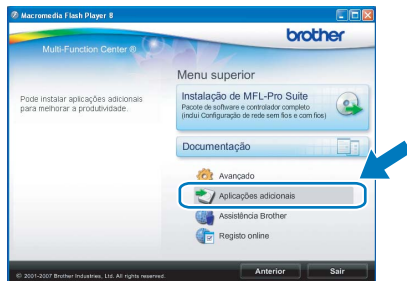 Macromedia Flash Player 8
brother
Multi-Function Center ®
Menu superior
Pode instalar aplicações adicionais
para melhorar a produtividade.
Instalação de MFL-Pro Suite
Pacote de software e controlador completo
(inclui Configuração de rede sem fios e com fios)
Documentação
Avançado
Aplicações adicionais
Assistência Brother
Registo online
© 2001-2007 Brother Industries, Ltd. All rights reserved.
Anterior
Sair